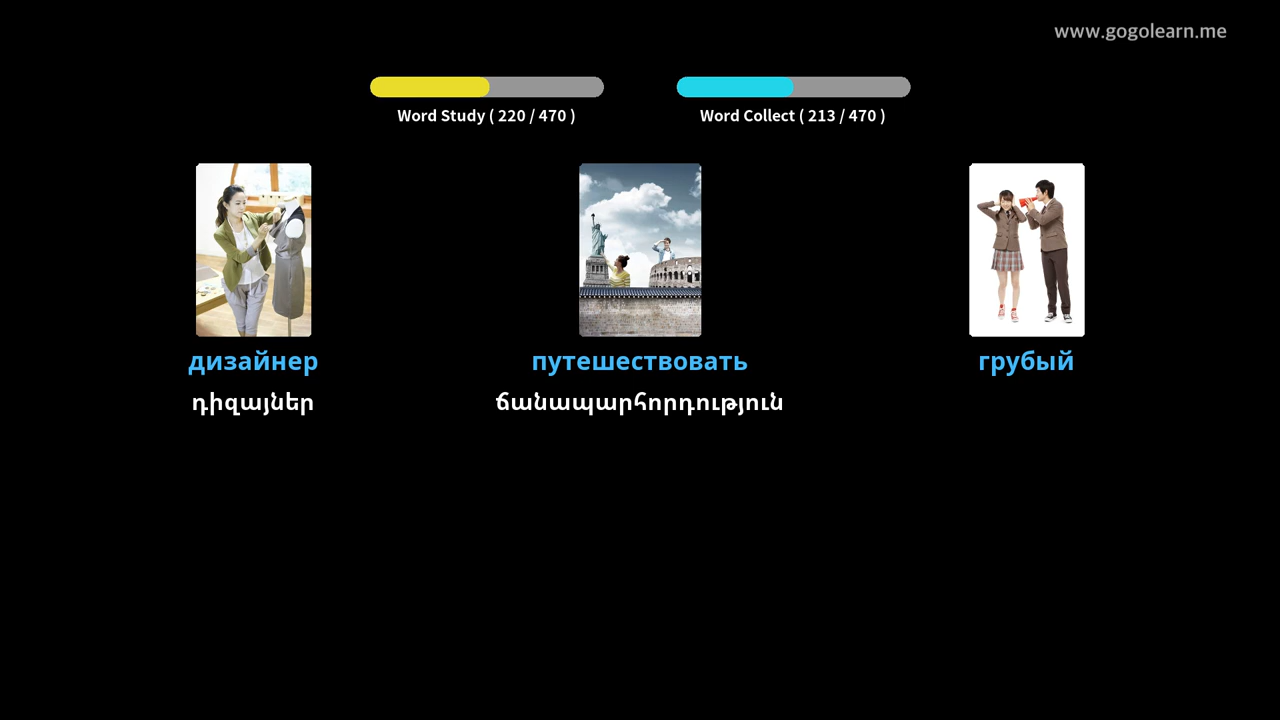 www.gogolearn.me
Word Study ( 220 / 470 )
Word Collect ( 213 / 470 )
дизайнер
путешествовать
грубый
դիզայներ
ճանապարհորդություն